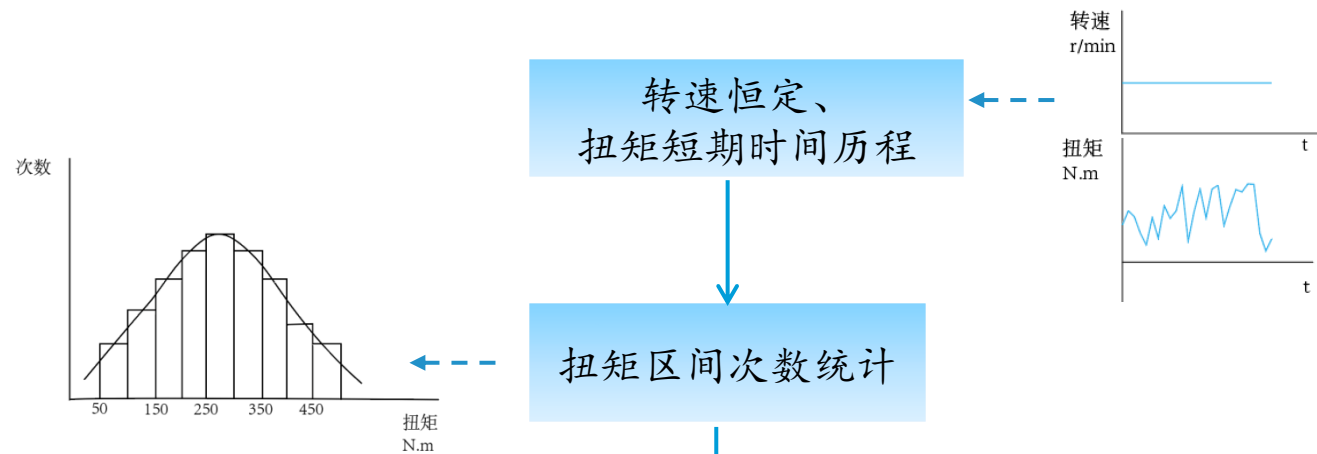 转速
r/min
转速恒定、
扭矩短期时间历程
t
扭矩
N.m
t
次数
扭矩区间次数统计
50 150 250 350 450
扭矩
N.m